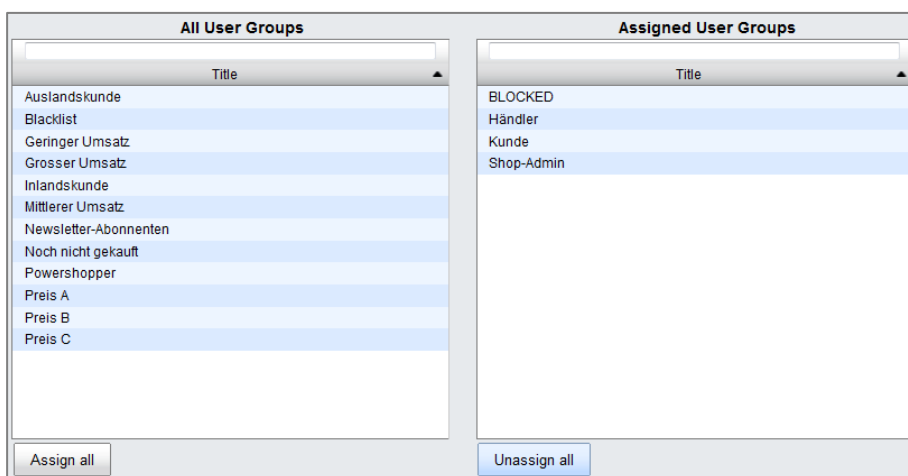 All User Groups
Title
Auslandskunde
Blacklist
Geringer Umsatz
Grosser Umsatz
Inlandskunde
Mittlerer Umsatz
Newsletter-Abonnenten
Noch nicht gekauft
Powershopper
Preis A
Preis B
Preis C
Assign all
Assigned User Groups
Title
BLOCKED
Händler
Kunde
Shop-Admin
Unassign all